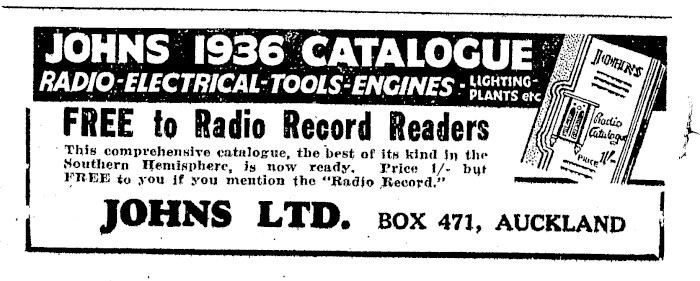 JOHNS 1936 CATALOGUE
RADIO-ELECTRICAL-TOOLS-ENGINES - LIGHTING-
PLANTS etc
JOHNS
Radio
Catalogue
PRICE 1/-
FREE to Radio Record Readers
This comprehensive catalogue, the best of its kind in the
Southern Hemisphere, is now ready. Price 1/- but
FREE to you if you mention the "Radio Record."
JOHNS LTD. BOX 471, AUCKLAND